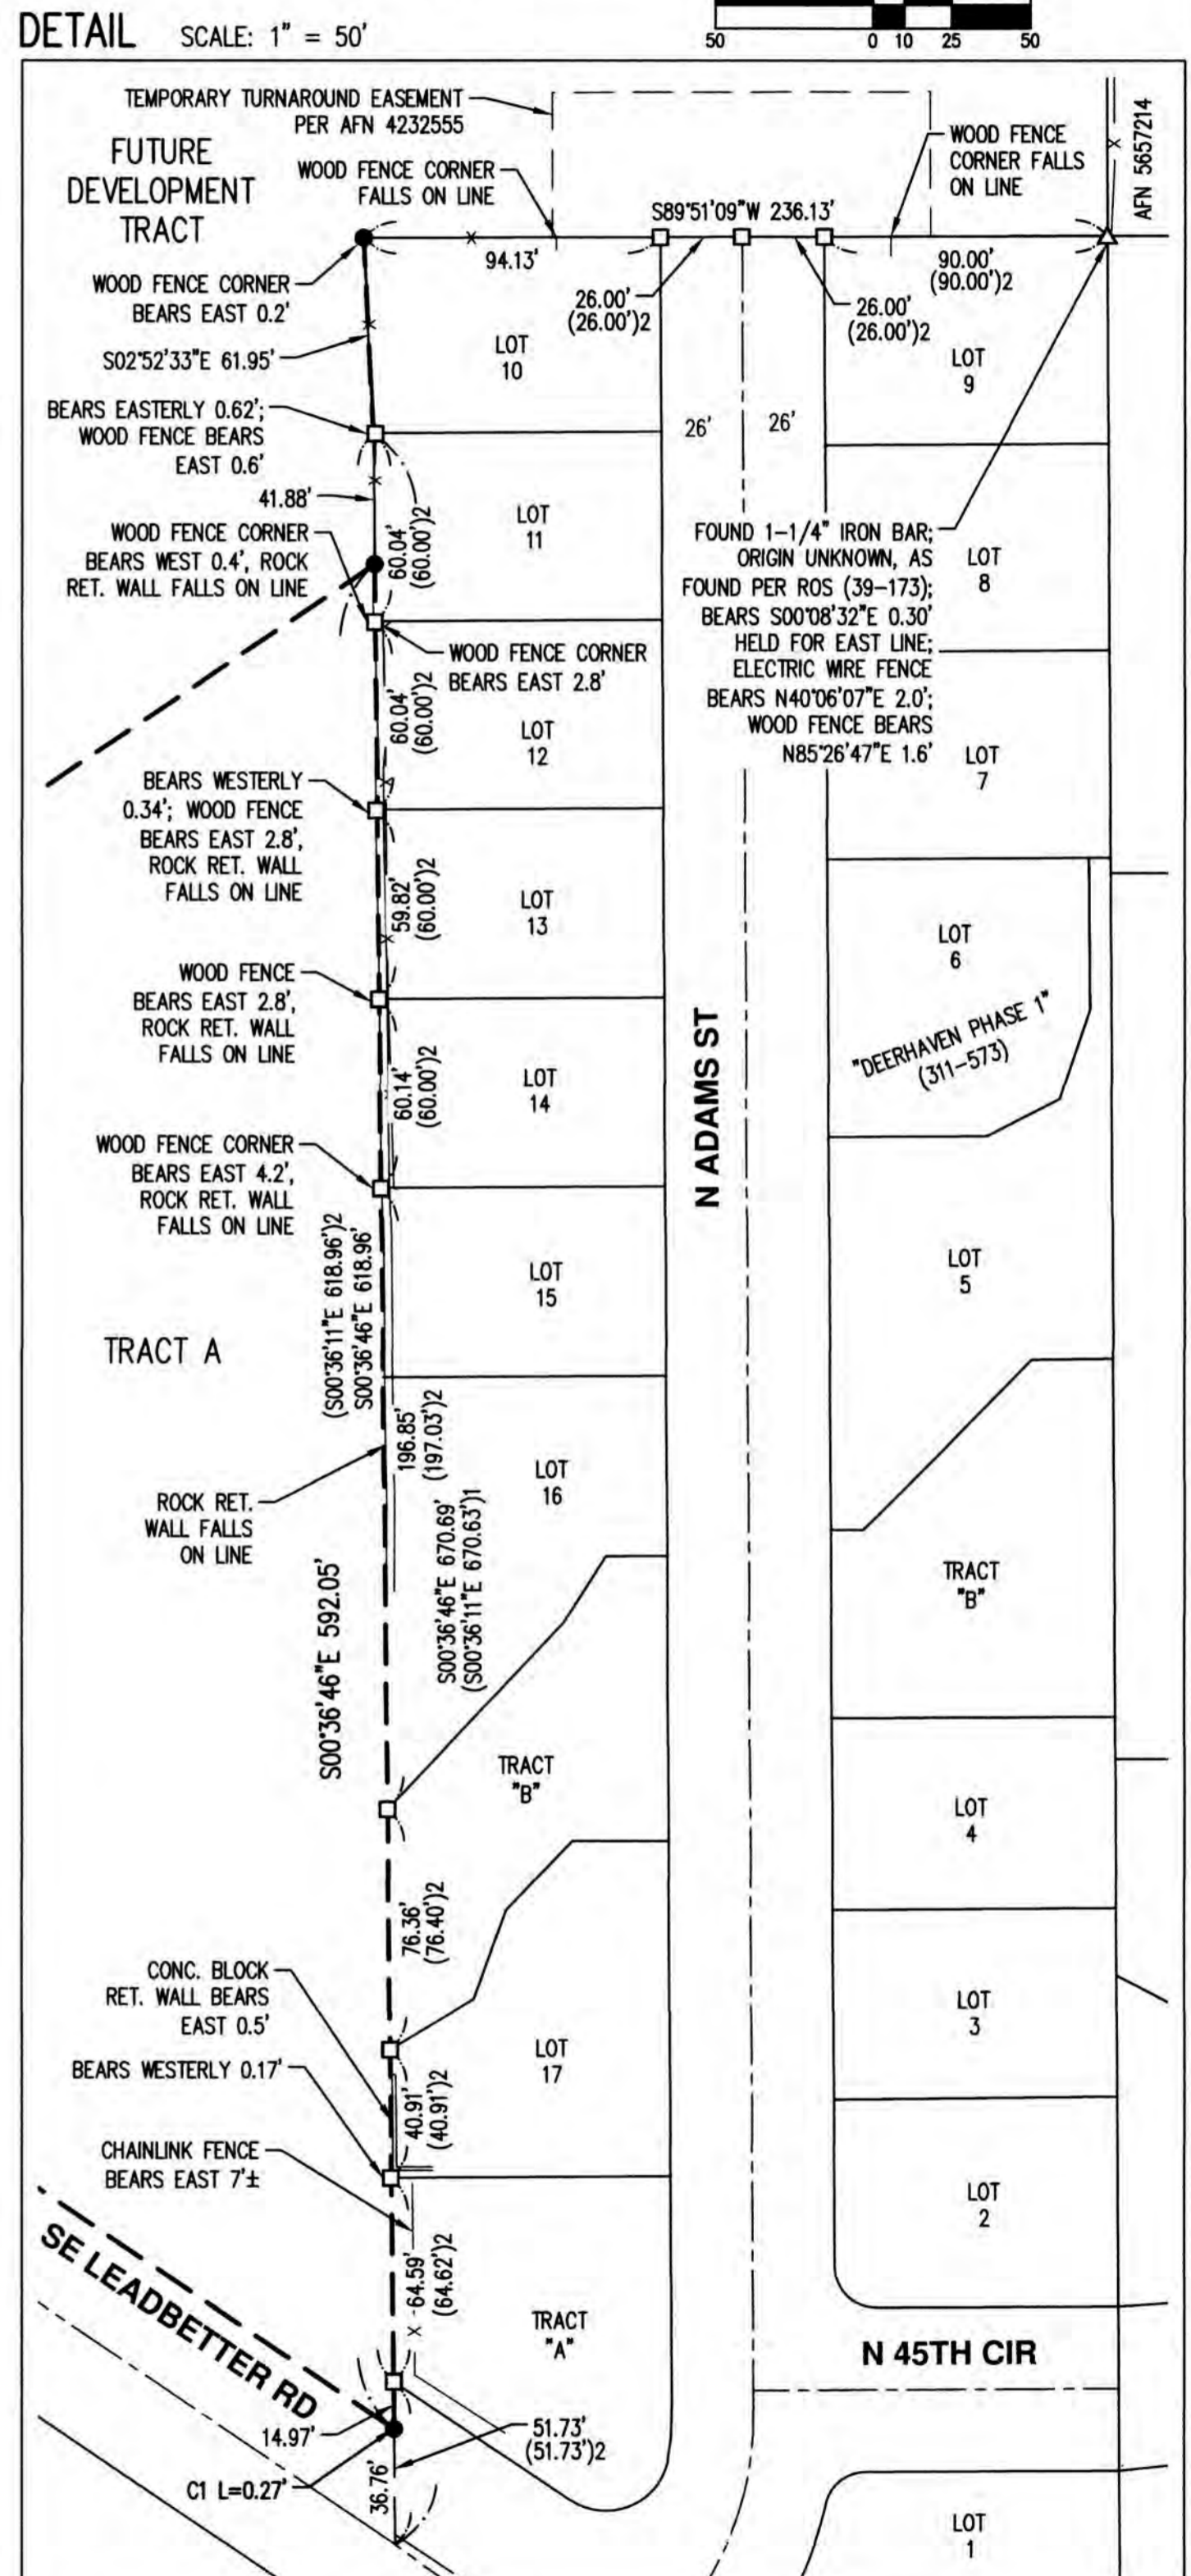 DETAIL SCALE: 1" = 50'
50 0 10 25 50
TEMPORARY TURNAROUND EASEMENT
PER AFN 4232555
FUTURE
DEVELOPMENT
TRACT
WOOD FENCE CORNER
FALLS ON LINE
WOOD FENCE
CORNER FALLS
ON LINE
AFN 5657214
S89°51'09"W 236.13'
94.13'
26.00'
(26.00')2
26.00'
(26.00')2
90.00'
(90.00')2
WOOD FENCE CORNER
BEARS EAST 0.2'
S02°52'33"E 61.95'
LOT
10
LOT
9
BEARS EASTERLY 0.62';
WOOD FENCE BEARS
EAST 0.6'
26'
26'
41.88'
WOOD FENCE CORNER
BEARS WEST 0.4', ROCK
RET. WALL FALLS ON LINE
60.04'
(60.00')2
LOT
11
FOUND 1-1/4" IRON BAR;
ORIGIN UNKNOWN, AS
FOUND PER ROS (39-173);
BEARS S00°08'32"E 0.30'
HELD FOR EAST LINE;
ELECTRIC WIRE FENCE
BEARS N40°06'07"E 2.0';
WOOD FENCE BEARS
N85°26'47"E 1.6'
LOT
8
WOOD FENCE CORNER
BEARS EAST 2.8'
60.04'
(60.00')2
LOT
12
LOT
7
BEARS WESTERLY
0.34'; WOOD FENCE
BEARS EAST 2.8',
ROCK RET. WALL
FALLS ON LINE
59.82'
(60.00')2
LOT
13
LOT
6
"DEERHAVEN PHASE 1"
(311-573)
WOOD FENCE
BEARS EAST 2.8',
ROCK RET. WALL
FALLS ON LINE
60.14'
(60.00')2
LOT
14
N ADAMS ST
WOOD FENCE CORNER
BEARS EAST 4.2',
ROCK RET. WALL
FALLS ON LINE
(S00°36'11"E 618.96')2
S00°36'46"E 618.96'
LOT
15
LOT
5
TRACT A
196.85'
(197.03')2
LOT
16
ROCK RET.
WALL FALLS
ON LINE
S00°36'46"E 670.69'
(S00°36'11"E 670.63')1
S00°36'46"E 592.05'
TRACT
"B"
TRACT
"B"
LOT
4
76.36'
(76.40')2
CONC. BLOCK
RET. WALL BEARS
EAST 0.5'
LOT
3
BEARS WESTERLY 0.17'
40.91'
(40.91')2
LOT
17
CHAINLINK FENCE
BEARS EAST 7'±
LOT
2
SE LEADBETTER RD
64.59'
(64.62')2
TRACT
"A"
N 45TH CIR
14.97'
51.73'
(51.73')2
C1 L=0.27'
36.76'
LOT
1